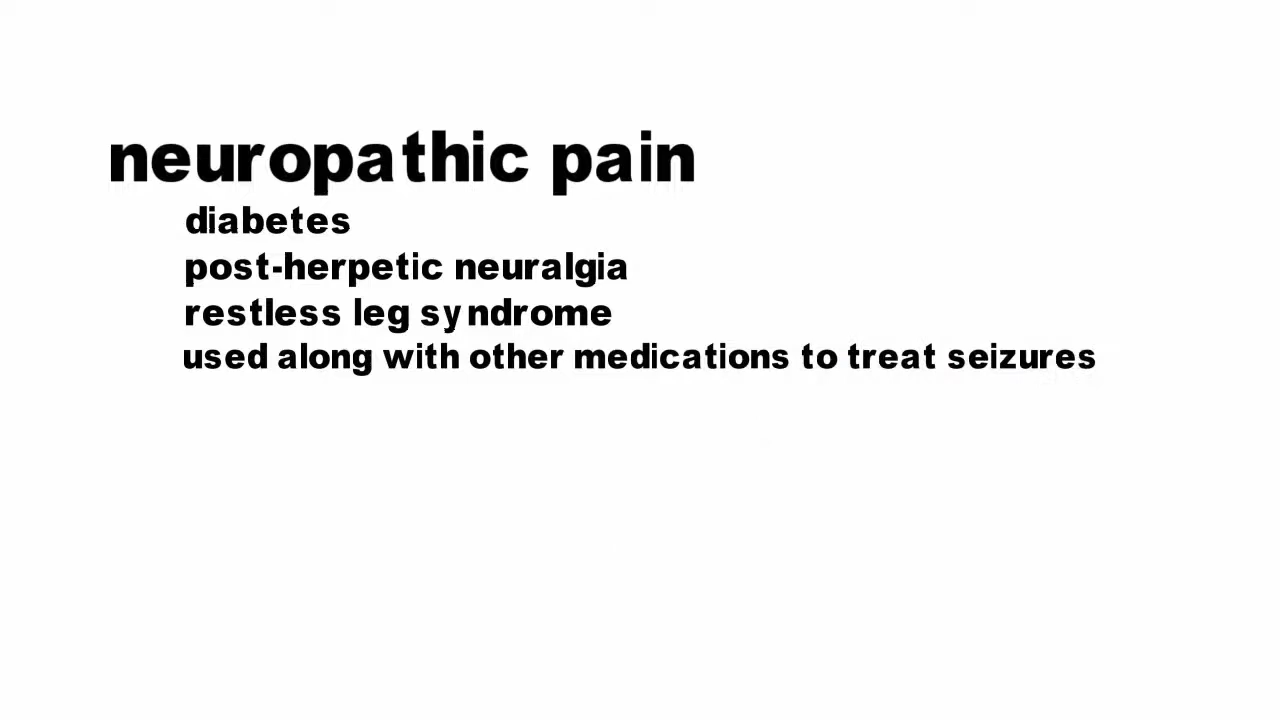 neuropathic pain
diabetes
post-herpetic neuralgia
restless leg syndrome
used along with other medications to treat seizures